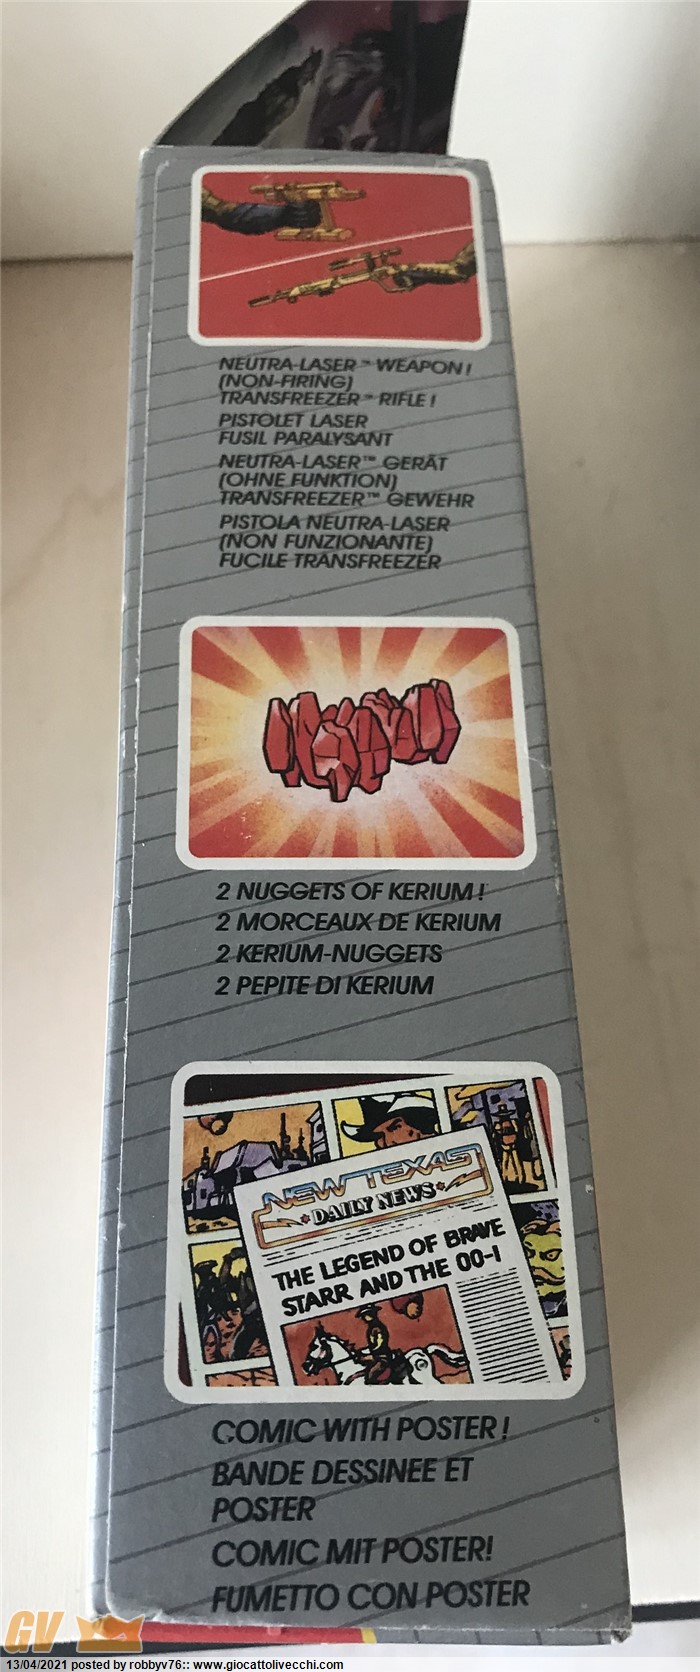 NEUTRA-LASER™ WEAPON!
(NON-FIRING)
TRANSFREEZER™ RIFLE!
PISTOLET LASER
FUSIL PARALYSANT
NEUTRA-LASER™ GERÄT
(OHNE FUNKTION)
TRANSFREEZER™ GEWEHR
PISTOLA NEUTRA-LASER
(NON FUNZIONANTE)
FUCILE TRANSFREEZER
2 NUGGETS OF KERIUM!
2 MORCEAUX DE KERIUM
2 KERIUM-NUGGETS
2 PEPITE DI KERIUM
NEW TEXAS
DAILY NEWS
THE LEGEND OF BRAVE
STARR AND THE 00-1
COMIC WITH POSTER!
BANDE DESSINEE ET
POSTER
COMIC MIT POSTER!
FUMETTO CON POSTER
GV
13/04/2021 posted by robbyv76:: www.giocattolivecchi.com